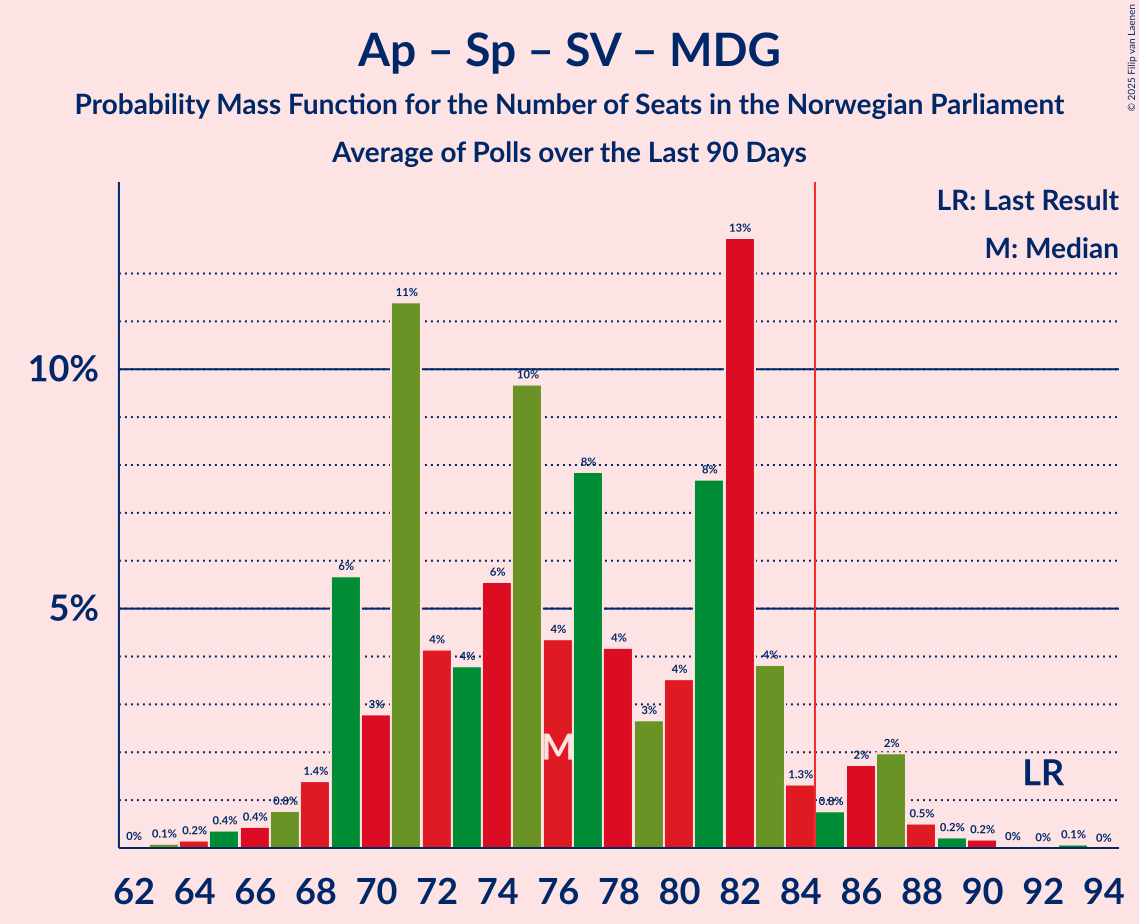 Ap – Sp – SV – MDG
Probability Mass Function for the Number of Seats in the Norwegian Parliament
Average of Polls over the Last 90 Days
© 2025 Filip van Laenen
LR: Last Result
M: Median
10%
5%
0% 0.1% 0.2% 0.4% 0.4% 0.8% 1.4% 6% 3% 11% 4% 4% 6% 10% 4% 8% 4% 3% 4% 8% 13% 4% 1.3% 0.8% 2% 2% 0.5% 0.2% 0.2% 0% 0% 0.1% 0%
M
LR
62 64 66 68 70 72 74 76 78 80 82 84 86 88 90 92 94